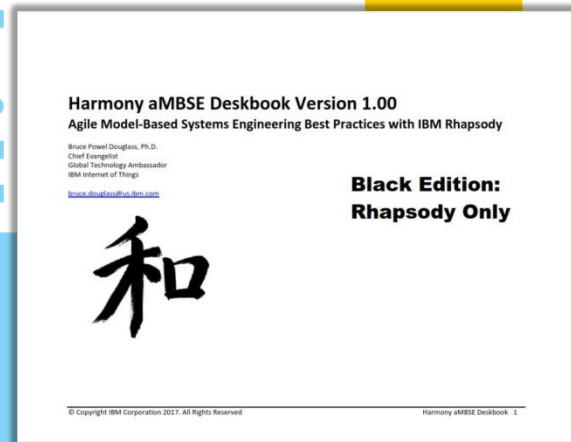 Harmony aMBSE Deskbook Version 1.00
Agile Model-Based Systems Engineering Best Practices with IBM Rhapsody
Bruce Powel Douglass, Ph.D.
Chief Evangelist
Global Technology Ambassador
IBM Internet of Things
bruce.douglass@us.ibm.com
Black Edition:
Rhapsody Only
和
© Copyright IBM Corporation 2017. All Rights Reserved
Harmony aMBSE Deskbook 1